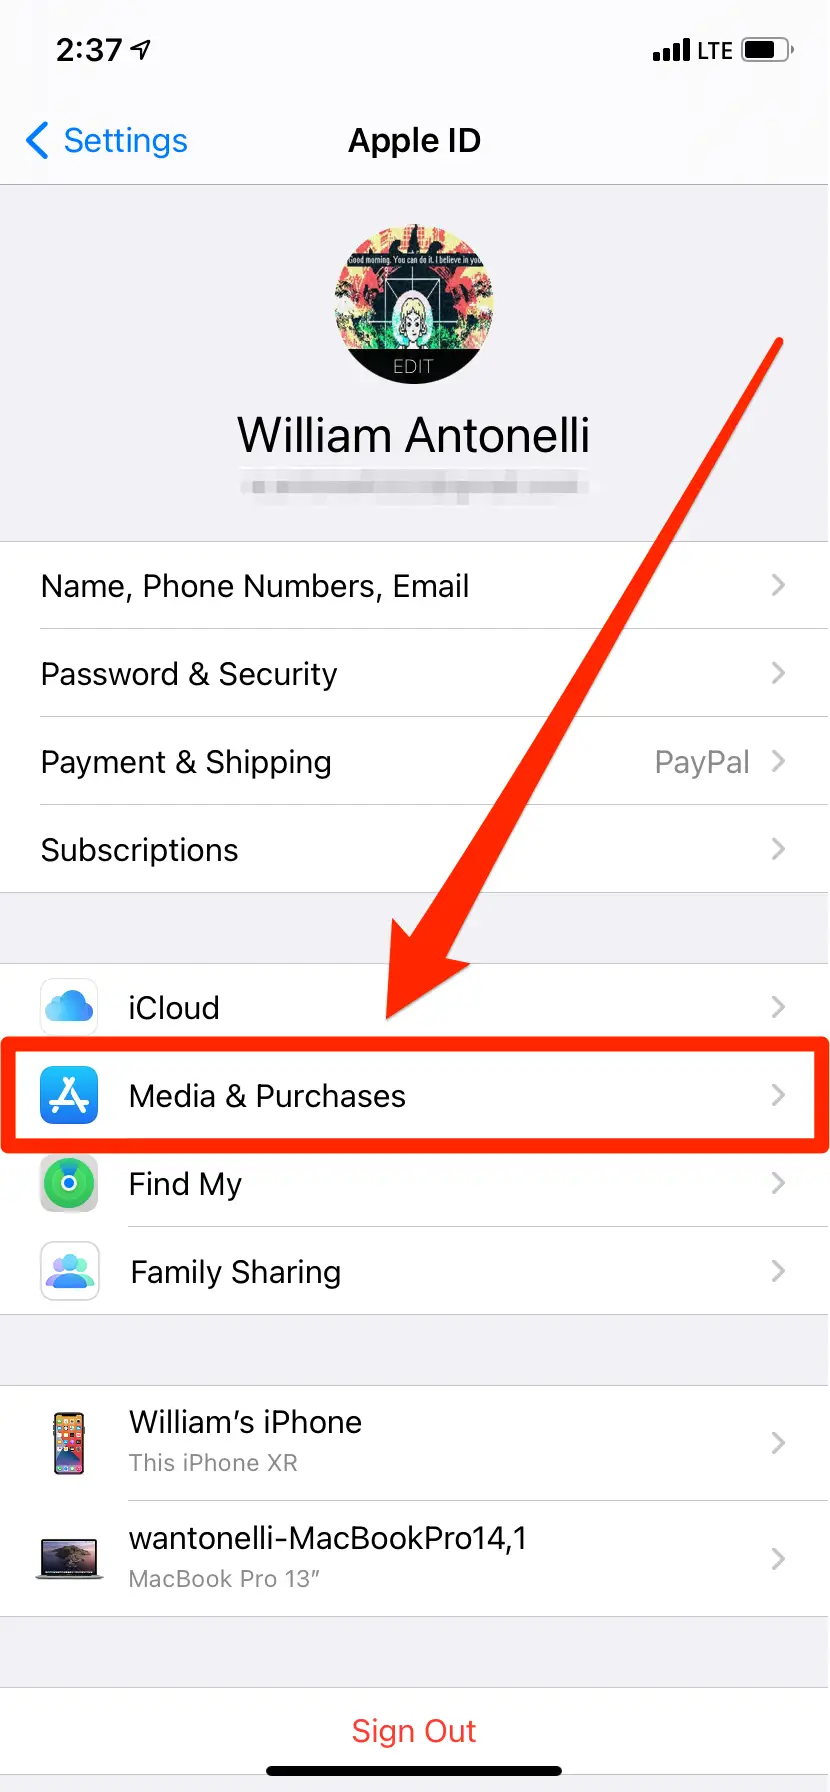 2:37 LTE
Settings Apple ID
Good morning. You can do it. I believe in you
EDIT
William Antonelli
Name, Phone Numbers, Email
Password & Security
Payment & Shipping PayPal
Subscriptions
iCloud
Media & Purchases
Find My
Family Sharing
William’s iPhone
This iPhone XR
wantonelli-MacBookPro14,1
MacBook Pro 13”
Sign Out